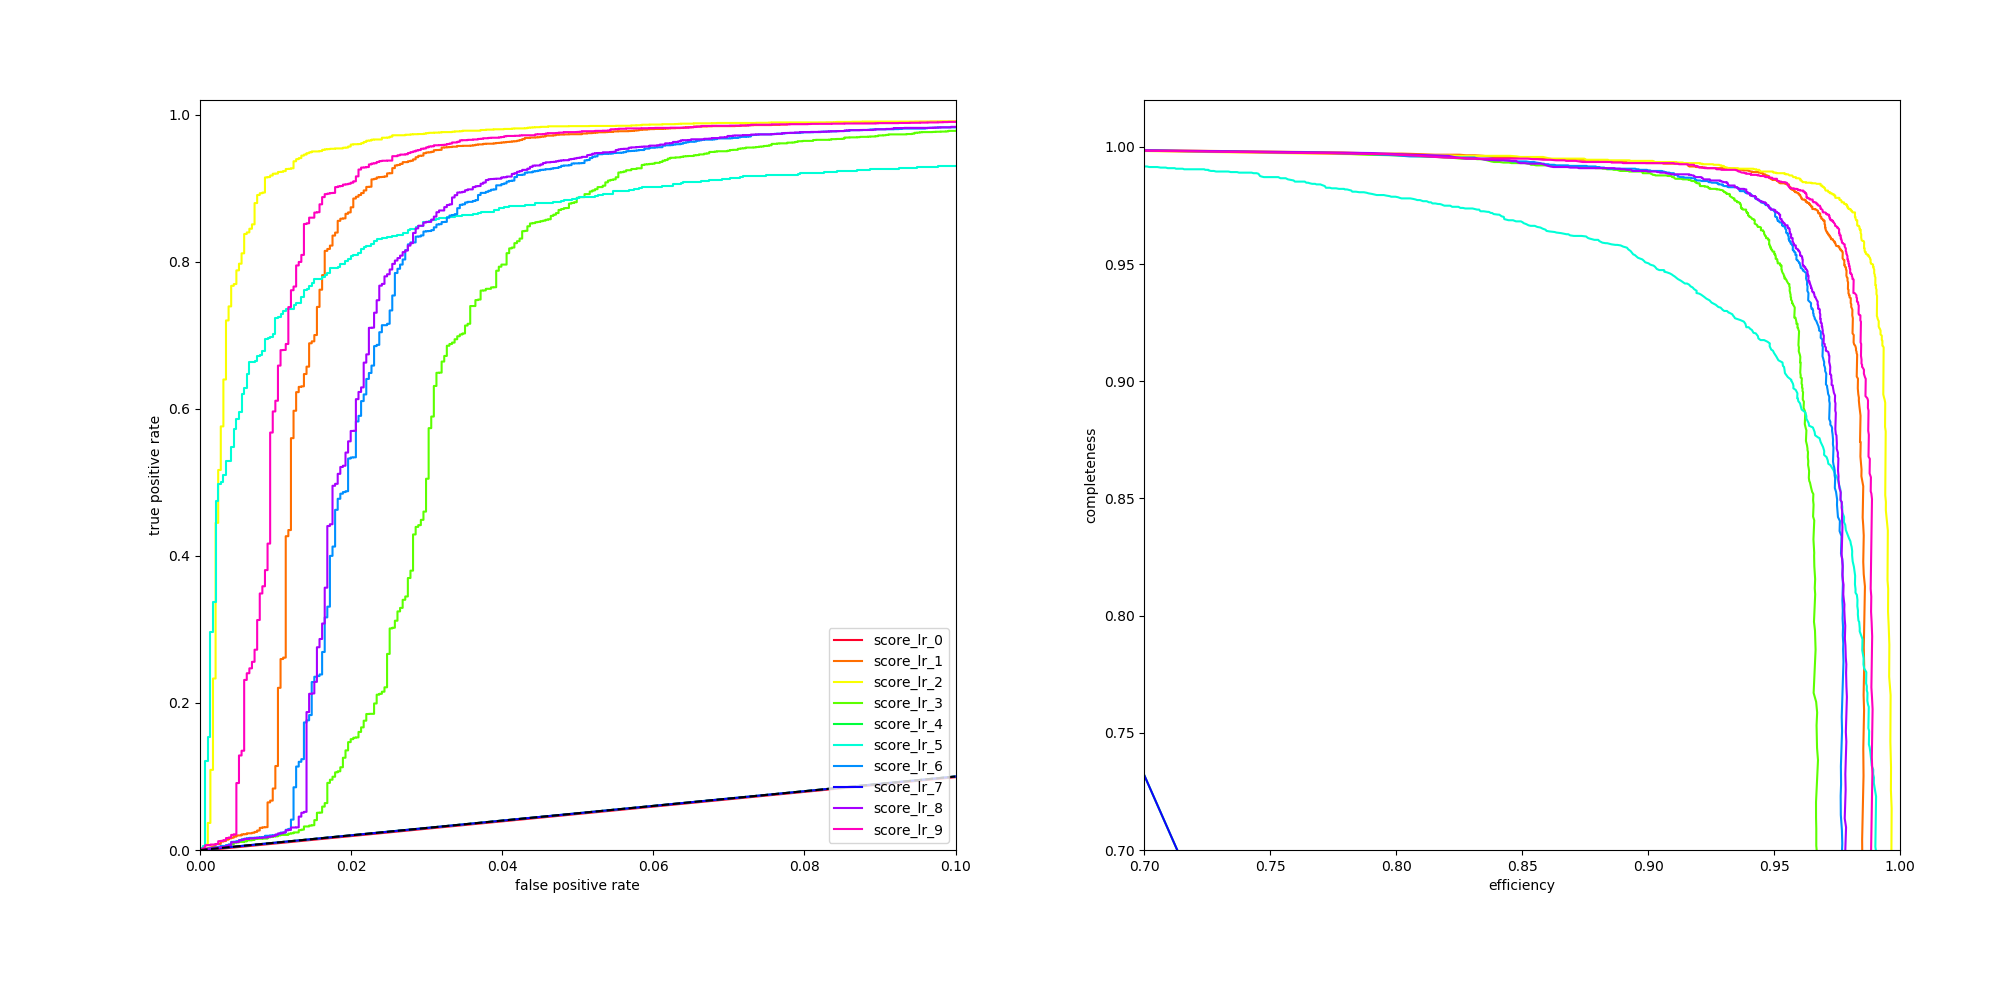 1.0
0.8
0.6
0.4
0.2
0.0
true positive rate
0.00 0.02 0.04 0.06 0.08 0.10
false positive rate
score_lr_0
score_lr_1
score_lr_2
score_lr_3
score_lr_4
score_lr_5
score_lr_6
score_lr_7
score_lr_8
score_lr_9
1.00
0.95
0.90
0.85
0.80
0.75
0.70
completeness
0.70 0.75 0.80 0.85 0.90 0.95 1.00
efficiency